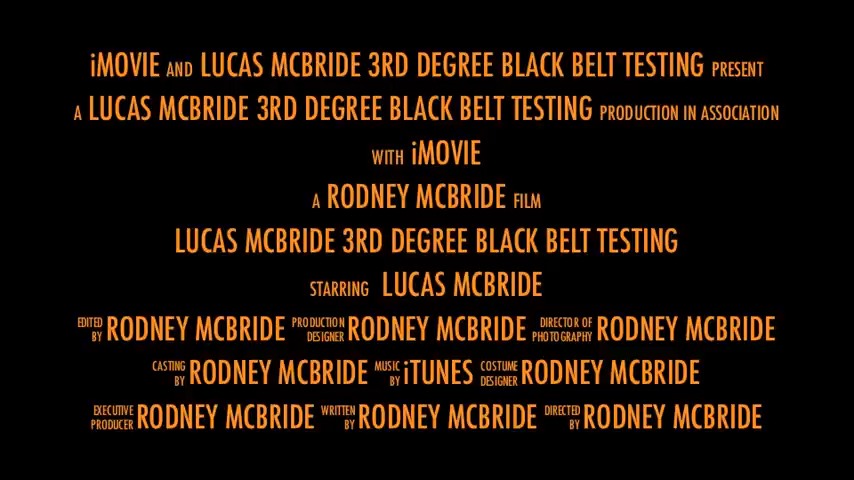 iMOVIE AND LUCAS MCBRIDE 3RD DEGREE BLACK BELT TESTING PRESENT
A LUCAS MCBRIDE 3RD DEGREE BLACK BELT TESTING PRODUCTION IN ASSOCIATION
WITH iMOVIE
A RODNEY MCBRIDE FILM
LUCAS MCBRIDE 3RD DEGREE BLACK BELT TESTING
STARRING LUCAS MCBRIDE
EDITED BY RODNEY MCBRIDE PRODUCTION DESIGNER RODNEY MCBRIDE DIRECTOR OF PHOTOGRAPHY RODNEY MCBRIDE
CASTING BY RODNEY MCBRIDE MUSIC BY iTUNES COSTUME DESIGNER RODNEY MCBRIDE
EXECUTIVE PRODUCER RODNEY MCBRIDE WRITTEN BY RODNEY MCBRIDE DIRECTED BY RODNEY MCBRIDE